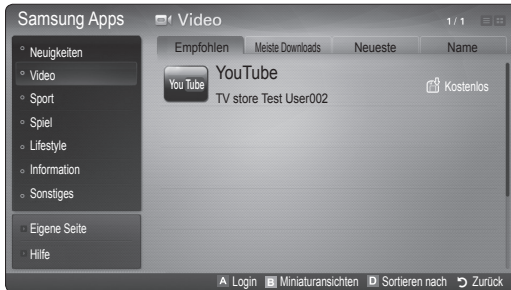 Samsung Apps
Video
1/1
Neuigkeiten
Video
Sport
Spiel
Lifestyle
Information
Sonstiges
Eigene Seite
Hilfe
Empfohlen Meiste Downloads Neueste Name
You Tube
YouTube
TV store Test User002
Kostenlos
A Login B Miniaturansichten D Sortieren nach Zurück